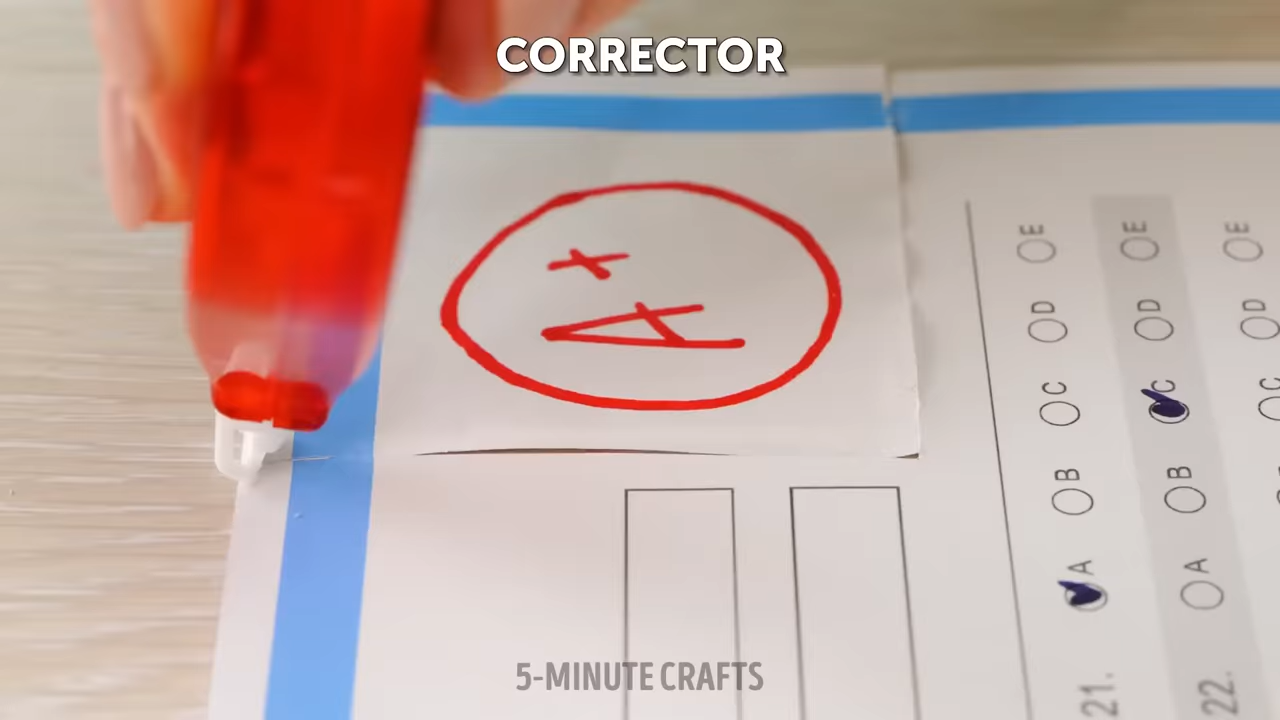 CORRECTOR
A+
21. A B C D E
22. A B C D E
C D E
5-MINUTE CRAFTS